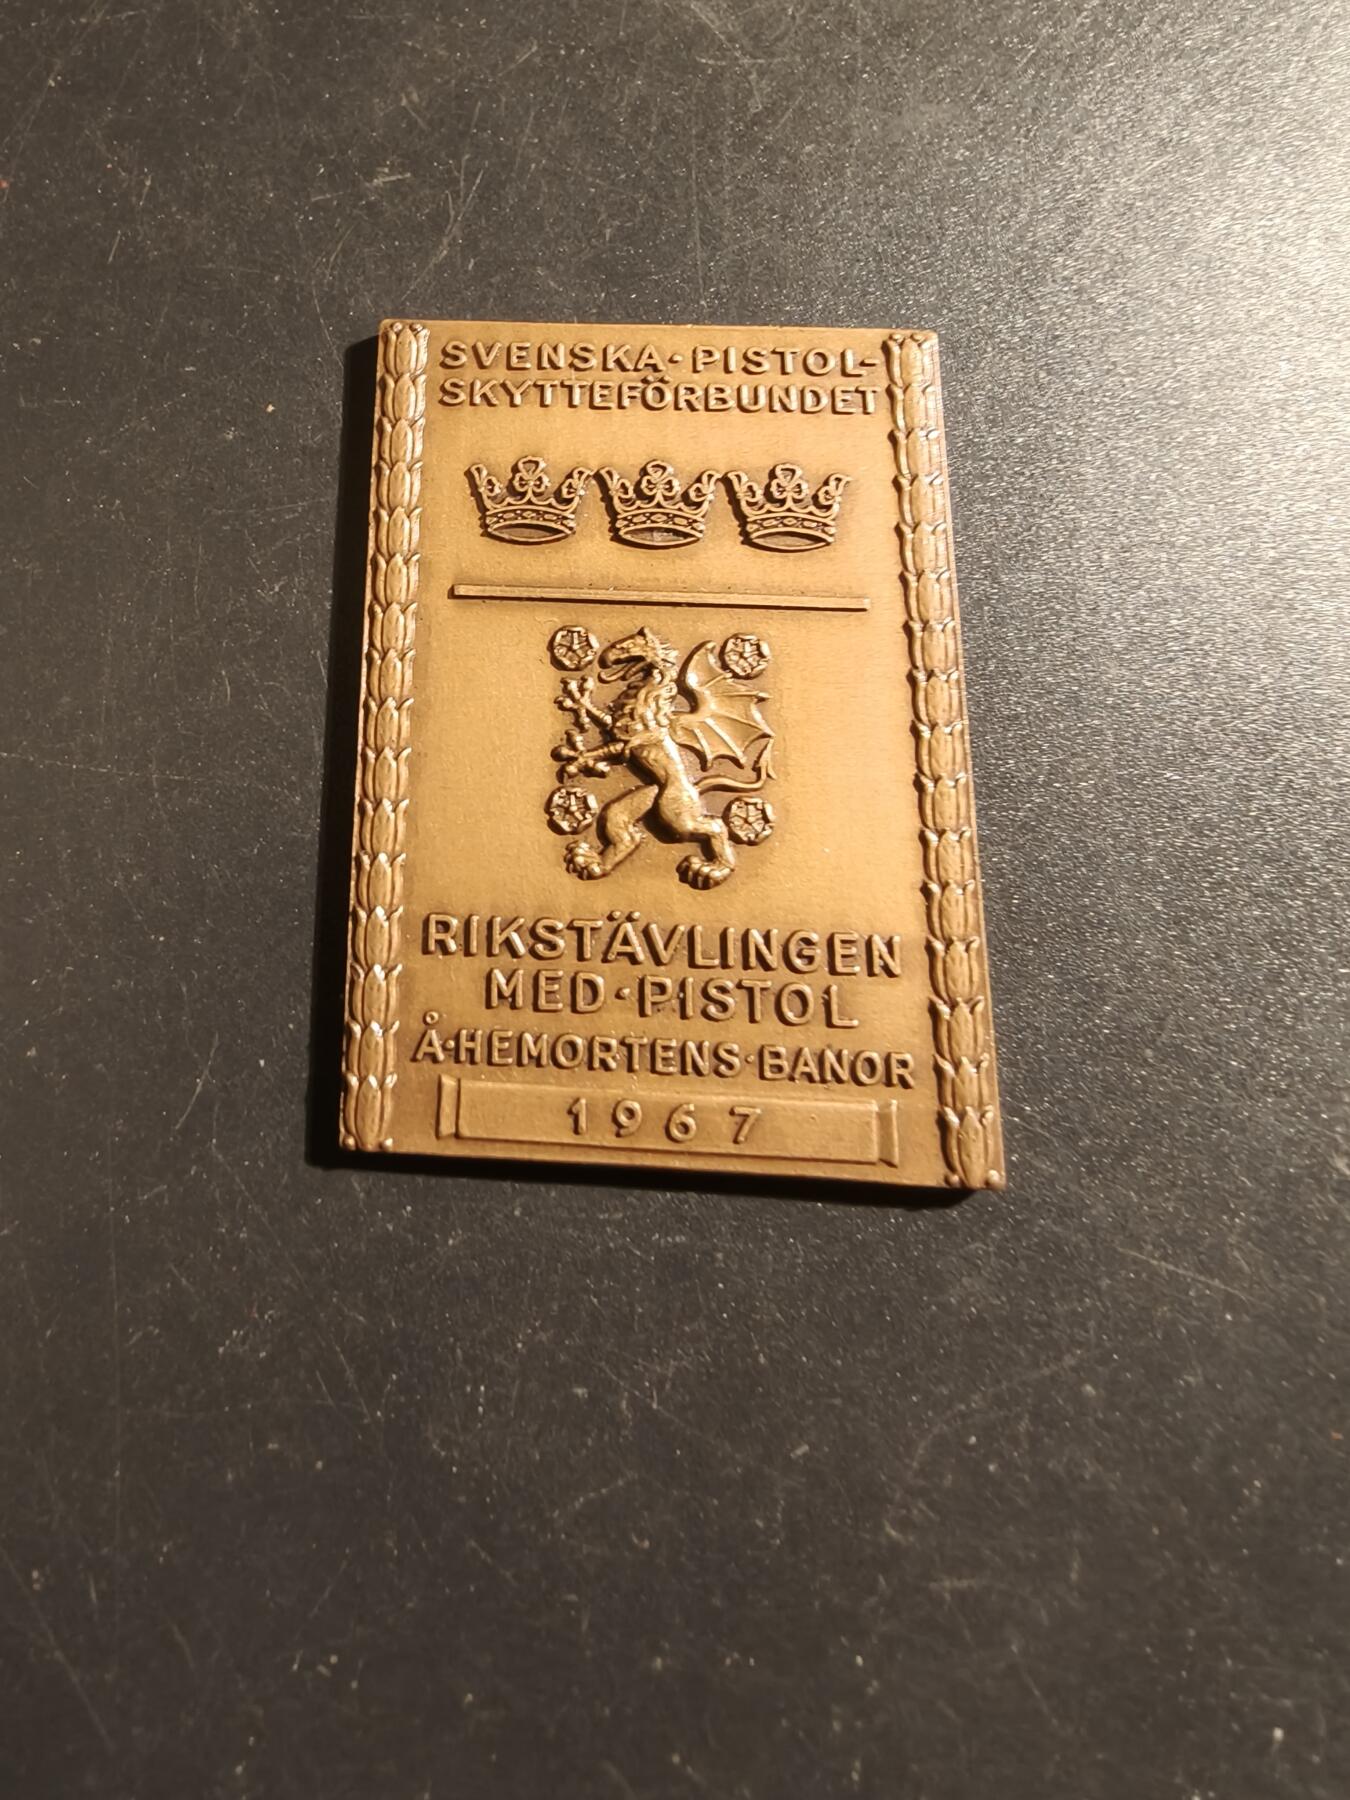 SVENSKA·PISTOL-
SKYTTEFÖRBUNDET
RIKSTÄVLINGEN
MED·PISTOL
Å·HEMORTENS·BANOR
1967